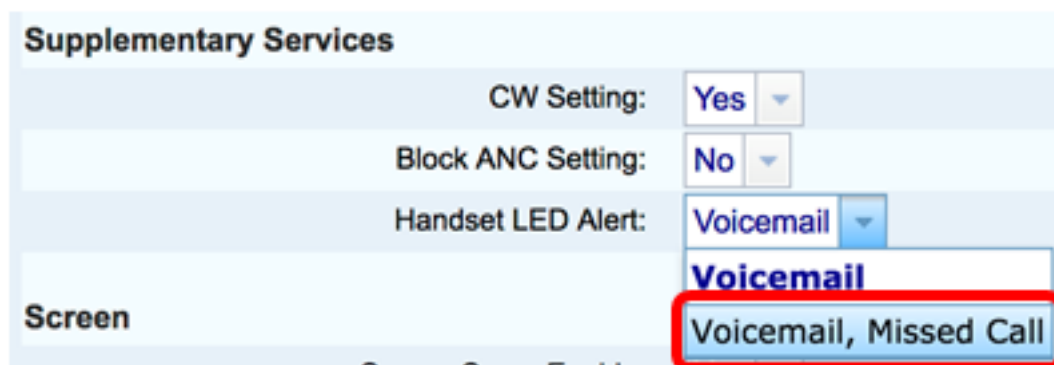 Supplementary Services
CW Setting: Yes
Block ANC Setting: No
Handset LED Alert: Voicemail
Voicemail
Screen
Voicemail, Missed Call